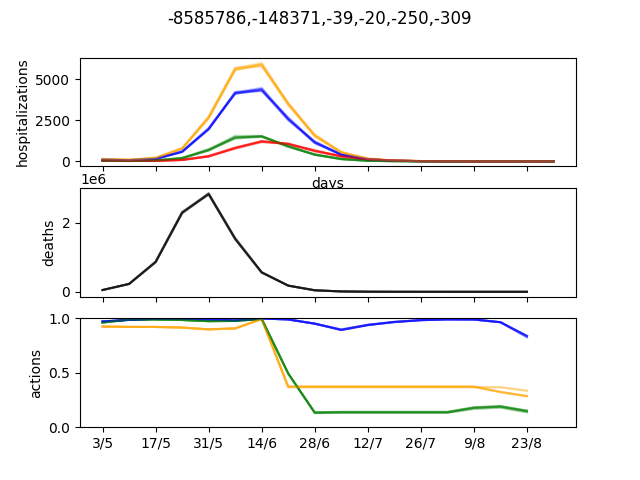 -8585786,-148371,-39,-20,-250,-309
hospitalizations
5000
2500
0
days
1e6
deaths
2
0
actions
1.0
0.5
0.0
3/5 17/5 31/5 14/6 28/6 12/7 26/7 9/8 23/8